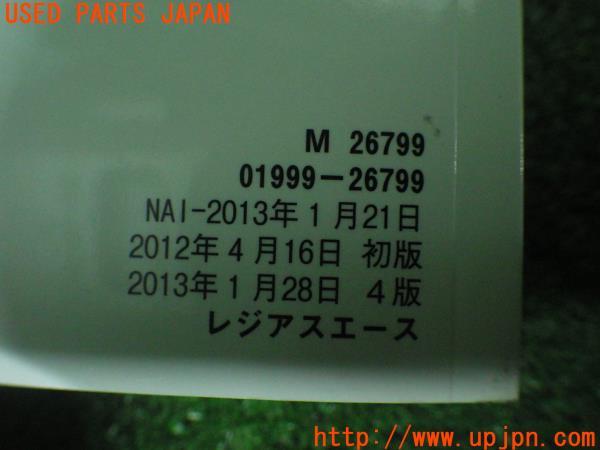 USED PARTS JAPAN
M 26799
01999-26799
NAI-2013年1月21日
2012年4月16日 初版
2013年1月28日 4版
レジアスエース
http://www.upjpn.com